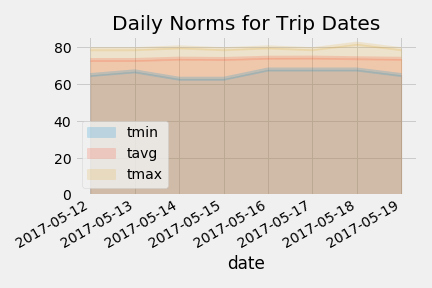 Daily Norms for Trip Dates
80
60
40
20
0
tmin
tavg
tmax
2017-05-12
2017-05-13
2017-05-14
2017-05-15
2017-05-16
2017-05-17
2017-05-18
2017-05-19
date